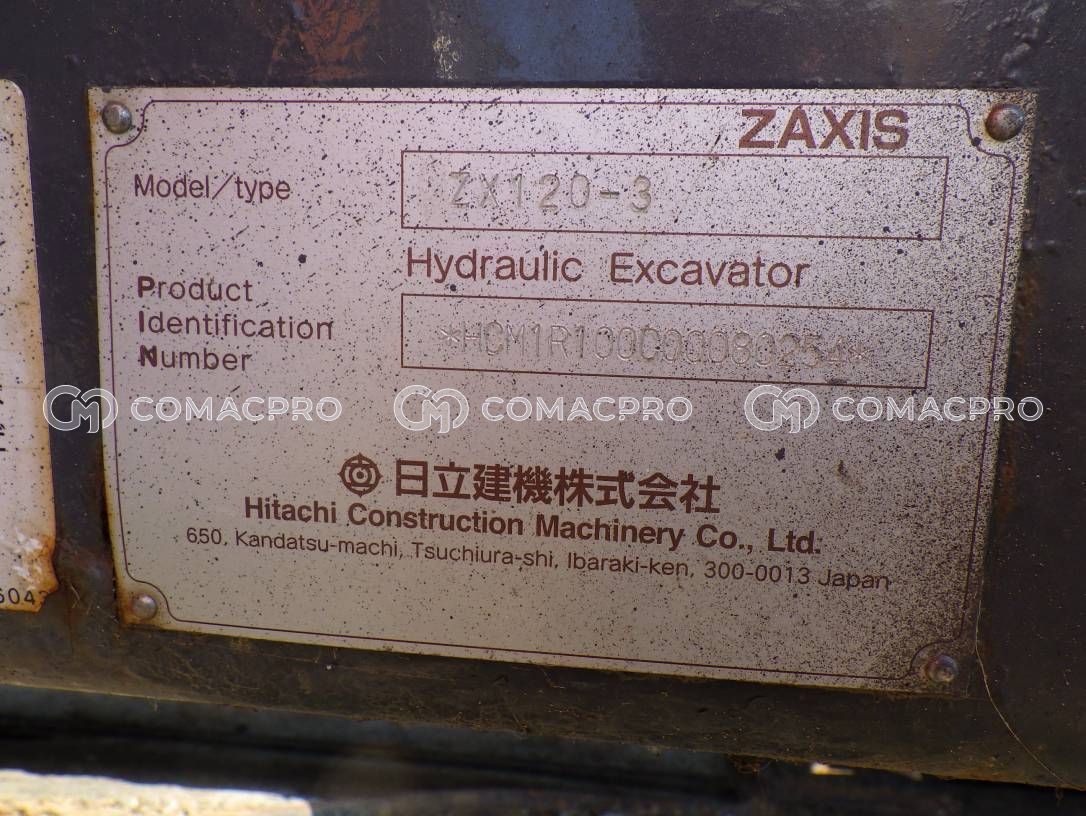 ZAXIS
Model/type
ZX120-3
Hydraulic Excavator
Product
Identification
Number
*HCM1R100C00080254*
COMACPRO COMACPRO COMACPRO
日立建機株式会社
Hitachi Construction Machinery Co., Ltd.
650, Kandatsu-machi, Tsuchiura-shi, Ibaraki-ken, 300-0013 Japan